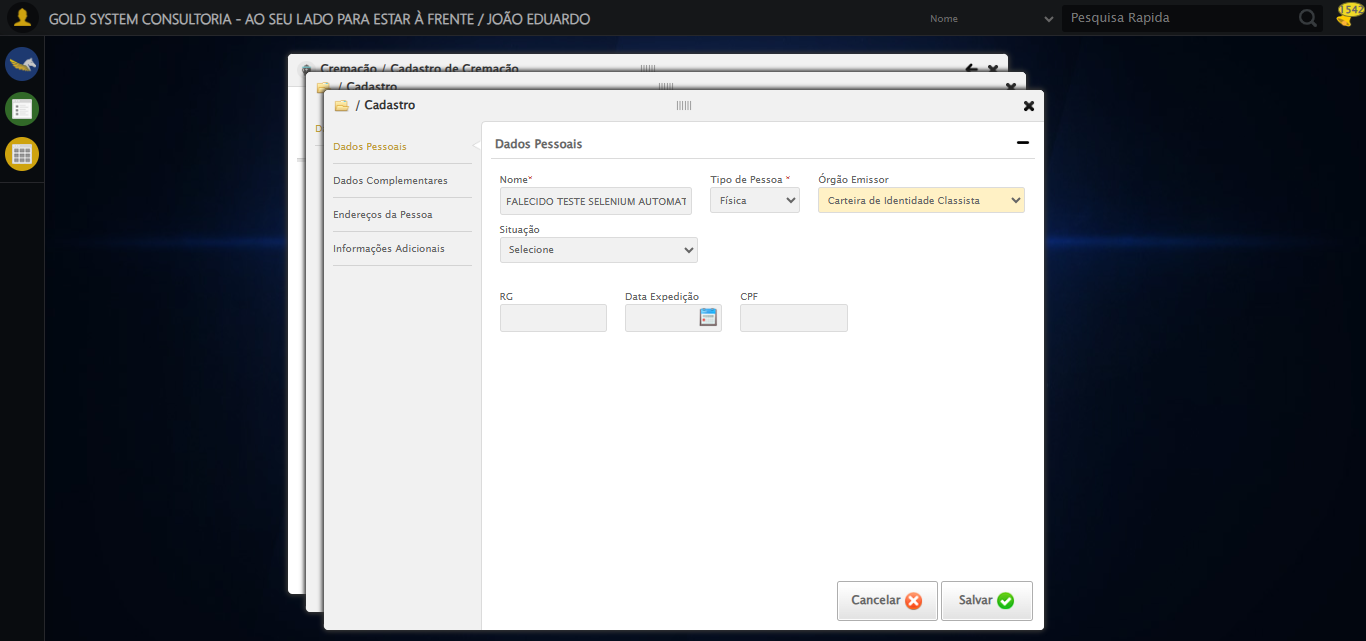 GOLD SYSTEM CONSULTORIA - AO SEU LADO PARA ESTAR À FRENTE / JOÃO EDUARDO
Nome
Pesquisa Rapida
1542
Cremação / Cadastro de Cremação
/ Cadastro
/ Cadastro
D
Dados Pessoais
Dados Complementares
Endereços da Pessoa
Informações Adicionais
Dados Pessoais
Nome*
Tipo de Pessoa *
Órgão Emissor
FALECIDO TESTE SELENIUM AUTOMAT
Física
Carteira de Identidade Classista
Situação
Selecione
RG
Data Expedição
CPF
Cancelar
Salvar